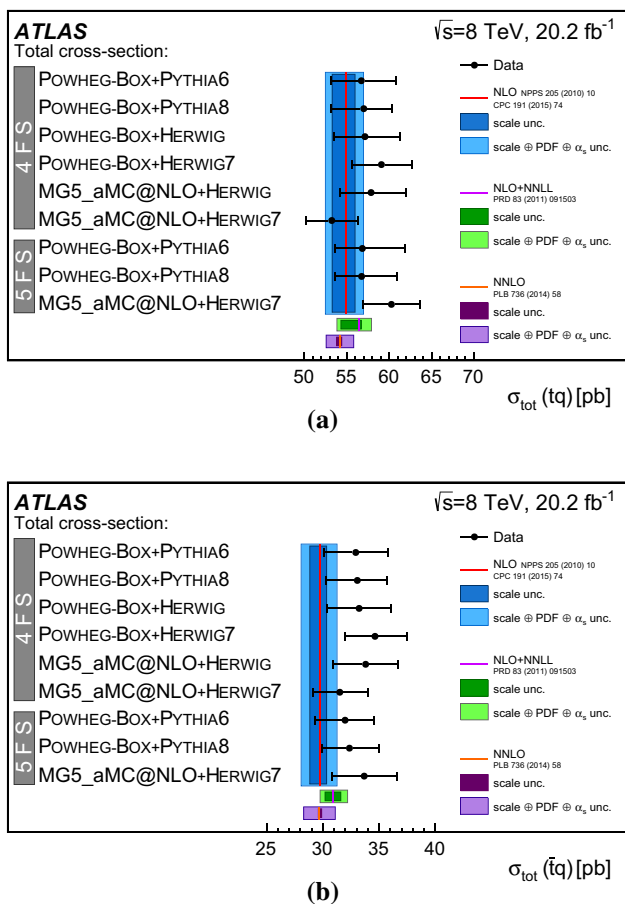 ATLAS
√s=8 TeV, 20.2 fb⁻¹
Total cross-section:
4FS
POWHEG-BOX+PYTHIA6
POWHEG-BOX+PYTHIA8
POWHEG-BOX+HERWIG
POWHEG-BOX+HERWIG7
MG5_aMC@NLO+HERWIG
MG5_aMC@NLO+HERWIG7
5FS
POWHEG-BOX+PYTHIA6
POWHEG-BOX+PYTHIA8
MG5_aMC@NLO+HERWIG7
Data
NLO NPPS 205 (2010) 10
CPC 191 (2015) 74
scale unc.
scale ⊕ PDF ⊕ αs unc.
NLO+NNLL
PRD 83 (2011) 091503
scale unc.
scale ⊕ PDF ⊕ αs unc.
NNLO
PLB 736 (2014) 58
scale unc.
scale ⊕ PDF ⊕ αs unc.
50 55 60 65 70
σtot (tq) [pb]
(a)
ATLAS
√s=8 TeV, 20.2 fb⁻¹
Total cross-section:
4FS
POWHEG-BOX+PYTHIA6
POWHEG-BOX+PYTHIA8
POWHEG-BOX+HERWIG
POWHEG-BOX+HERWIG7
MG5_aMC@NLO+HERWIG
MG5_aMC@NLO+HERWIG7
5FS
POWHEG-BOX+PYTHIA6
POWHEG-BOX+PYTHIA8
MG5_aMC@NLO+HERWIG7
Data
NLO NPPS 205 (2010) 10
CPC 191 (2015) 74
scale unc.
scale ⊕ PDF ⊕ αs unc.
NLO+NNLL
PRD 83 (2011) 091503
scale unc.
scale ⊕ PDF ⊕ αs unc.
NNLO
PLB 736 (2014) 58
scale unc.
scale ⊕ PDF ⊕ αs unc.
25 30 35 40
σtot (t̄q) [pb]
(b)